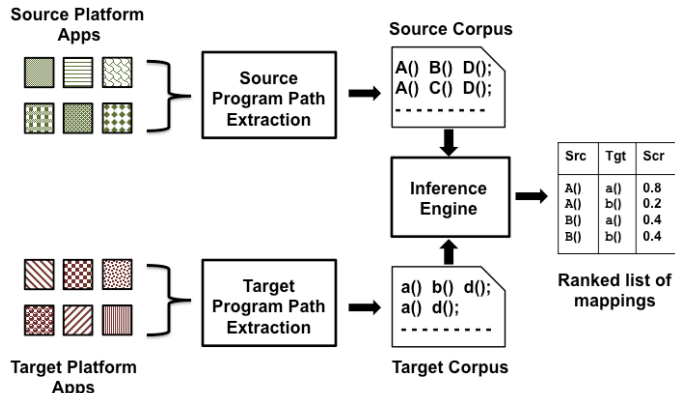 Source Platform
Apps
Source
Program Path
Extraction
Source Corpus
A() B() D();
A() C() D();
- - - - - - - - -
Inference
Engine
Src Tgt Scr
A() a() 0.8
A() b() 0.2
B() a() 0.4
B() b() 0.4
Ranked list of
mappings
Target
Program Path
Extraction
a() b() d();
a() d();
- - - - - - - - -
Target Corpus
Target Platform
Apps